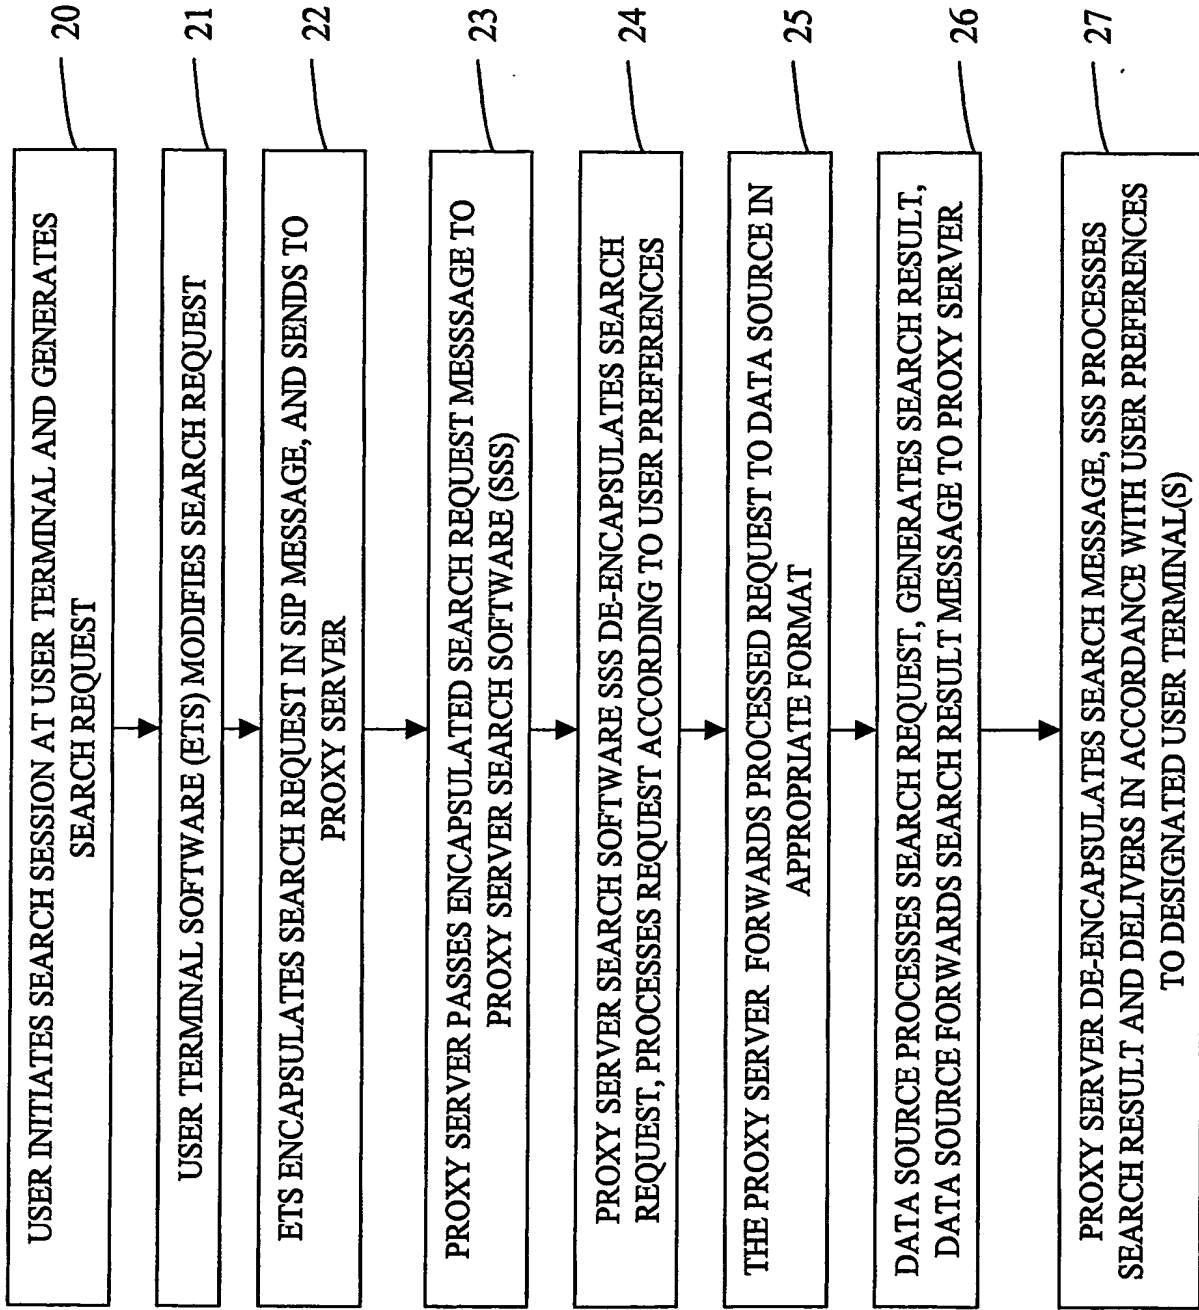 USER INITIATES SEARCH SESSION AT USER TERMINAL AND GENERATES
SEARCH REQUEST
20
USER TERMINAL SOFTWARE (ETS) MODIFIES SEARCH REQUEST
21
ETS ENCAPSULATES SEARCH REQUEST IN SIP MESSAGE, AND SENDS TO
PROXY SERVER
22
PROXY SERVER PASSES ENCAPSULATED SEARCH REQUEST MESSSAGE TO
PROXY SERVER SEARCH SOFTWARE (SSS)
23
PROXY SERVER SEARCH SOFTWARE SSS DE-ENCAPSULATES SEARCH
REQUEST, PROCESSES REQUEST ACCORDING TO USER PREFERENCES
24
THE PROXY SERVER FORWARDS PROCESSED REQUEST TO DATA SOURCE IN
APPROPRIATE FORMAT
25
DATA SOURCE PROCESSES SEARCH REQUEST, GENERATES SEARCH RESULT,
DATA SOURCE FORWARDS SEARCH RESULT MESSAGE TO PROXY SERVER
26
PROXY SERVER DE-ENCAPSULATES SEARCH MESSAGE, SSS PROCESSES
SEARCH RESULT AND DELIVERS IN ACCORDANCE WITH USER PREFERENCES
TO DESIGNATED USER TERMINAL(S)
27